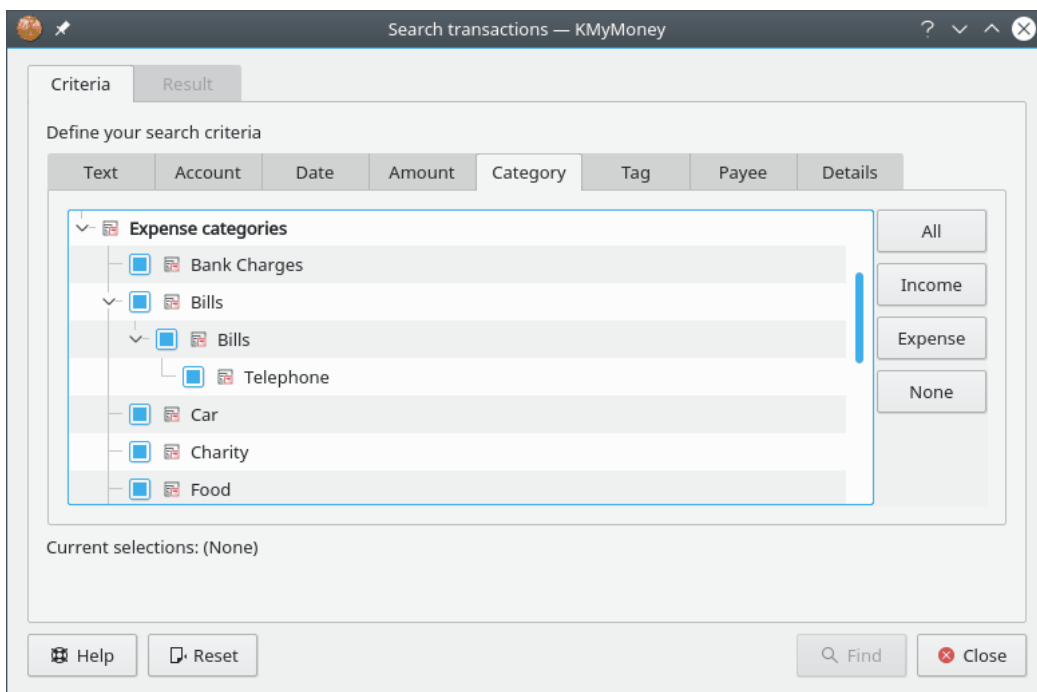 Search transactions — KMyMoney
Criteria
Result
Define your search criteria
Text
Account
Date
Amount
Category
Tag
Payee
Details
Expense categories
Bank Charges
Bills
Bills
Telephone
Car
Charity
Food
All
Income
Expense
None
Current selections: (None)
Help
Reset
Find
Close